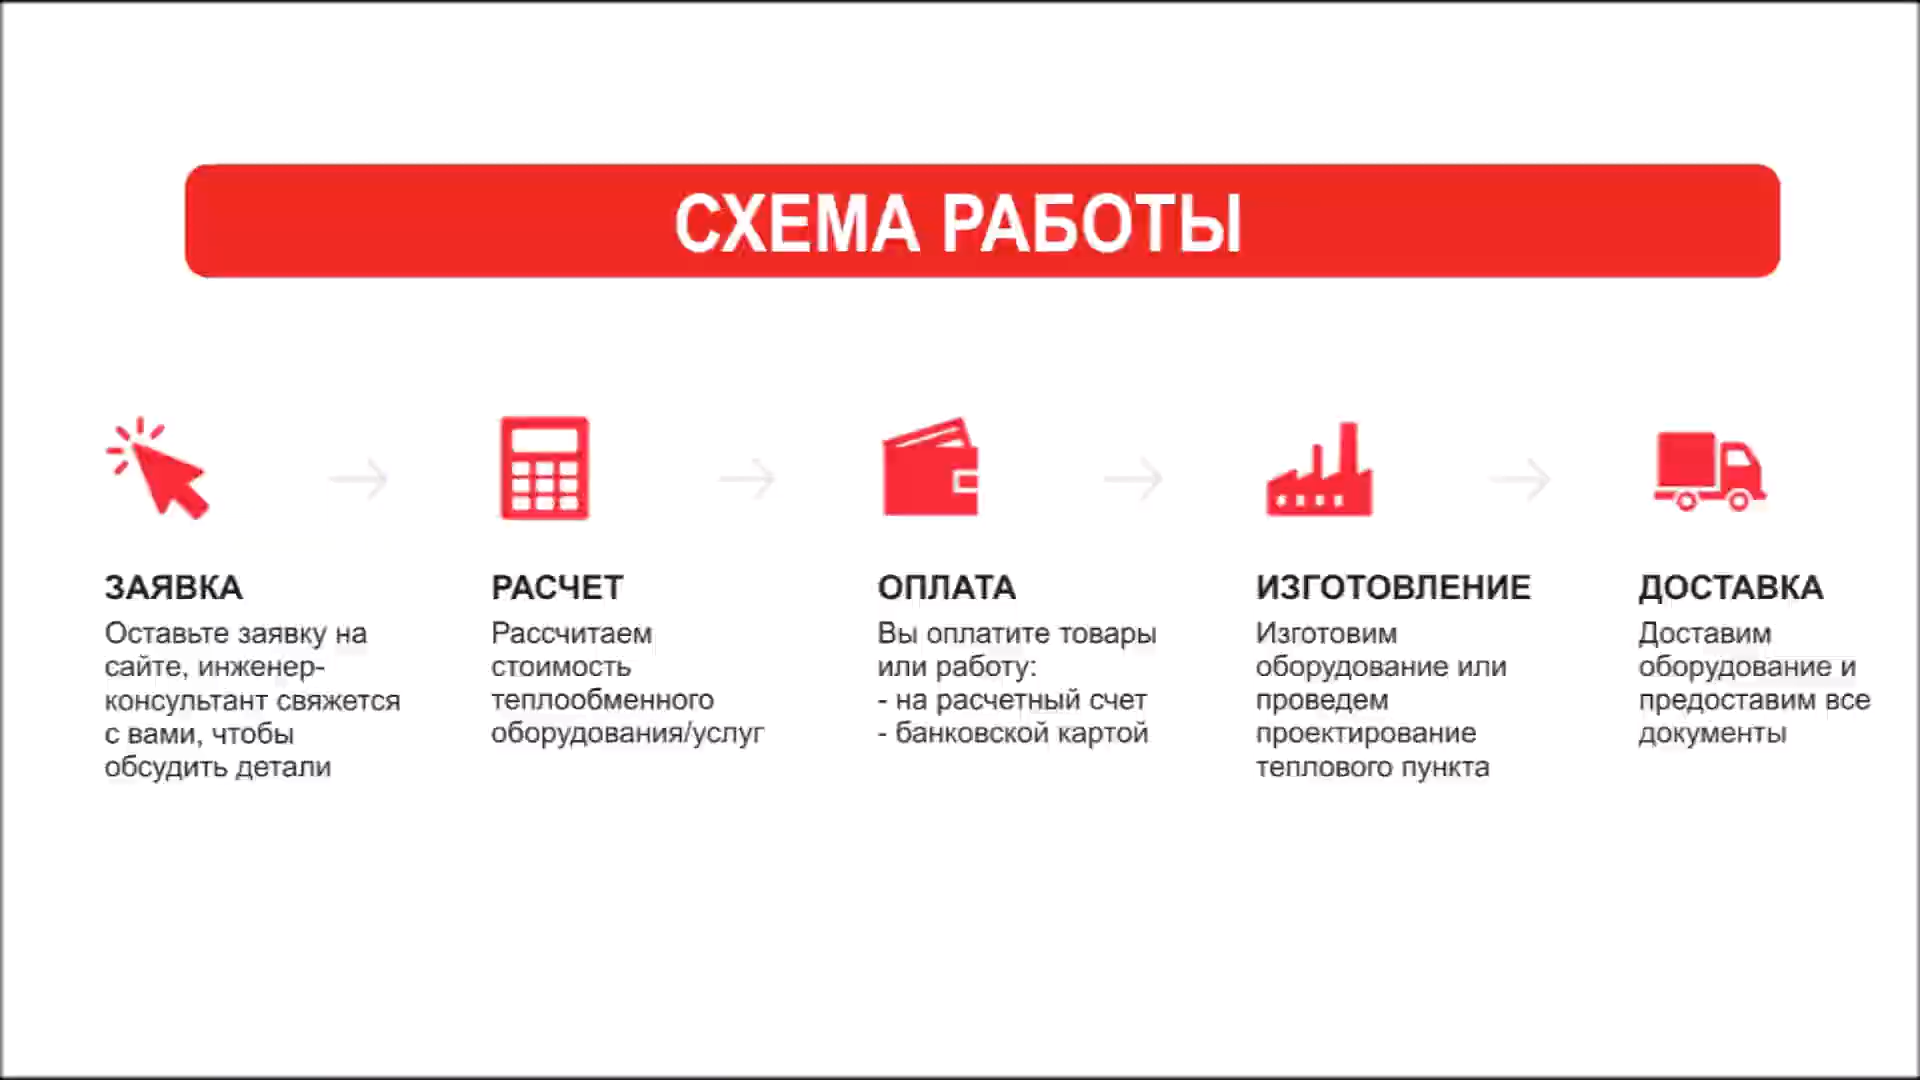 СХЕМА РАБОТЫ
ЗАЯВКА
Оставьте заявку на
сайте, инженер-
консультант свяжется
с вами, чтобы
обсудить детали
РАСЧЕТ
Рассчитаем
стоимость
теплообменного
оборудования/услуг
ОПЛАТА
Вы оплатите товары
или работу:
- на расчетный счет
- банковской картой
ИЗГОТОВЛЕНИЕ
Изготовим
оборудование или
проведем
проектирование
теплового пункта
ДОСТАВКА
Доставим
оборудование и
предоставим все
документы